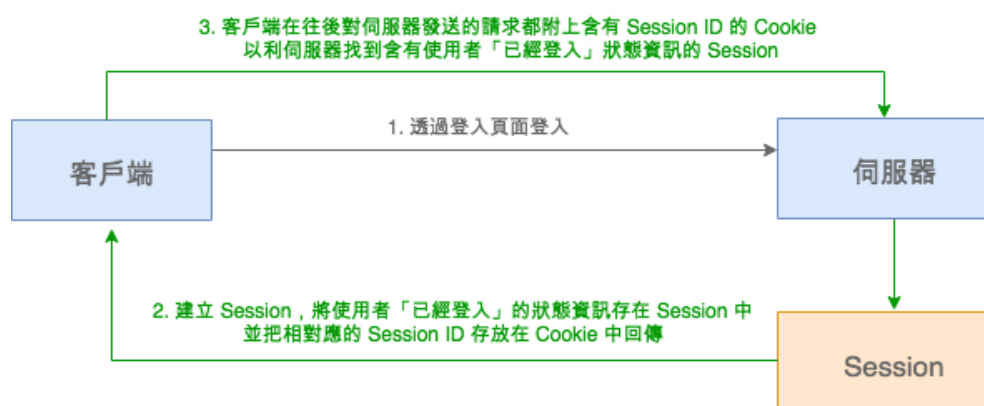 3. 客戶端在往後對伺服器發送的請求都附上含有 Session ID 的 Cookie
以利伺服器找到含有使用者「已經登入」狀態資訊的 Session
1. 透過登入頁面登入
客戶端
伺服器
2. 建立 Session，將使用者「已經登入」的狀態資訊存在 Session 中
並把相對應的 Session ID 存放在 Cookie 中回傳
Session